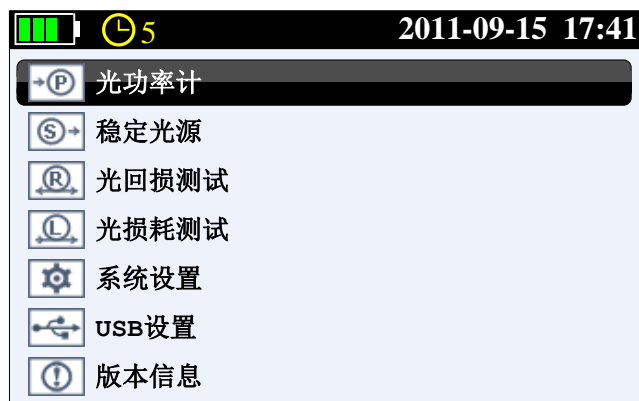 5 2011-09-15 17:41
P 光功率计
S 稳定光源
R 光回损测试
L 光损耗测试
系统设置
USB设置
版本信息